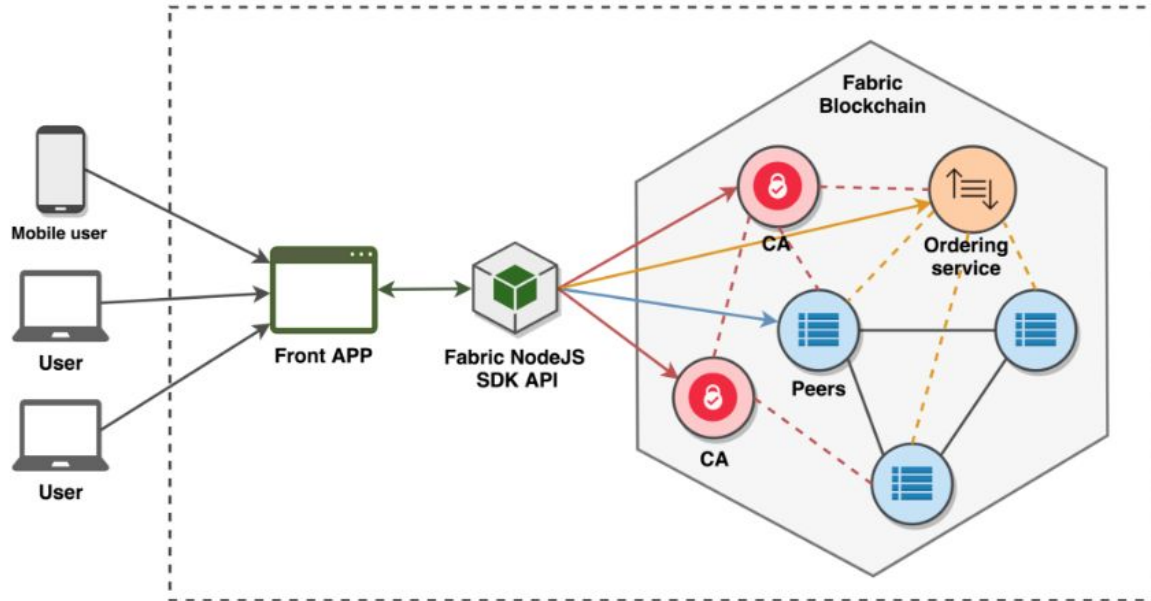 Fabric
Blockchain
Mobile user
CA
Ordering
service
User
Front APP
Fabric NodeJS
SDK API
Peers
CA
User